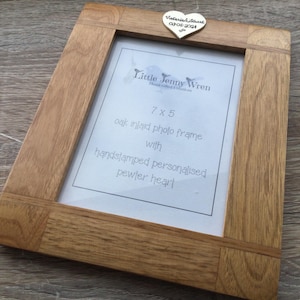 Little Jenny Wren
7 x 5
oak inlaid photo frame
with
handstamped personalised
pewter heart